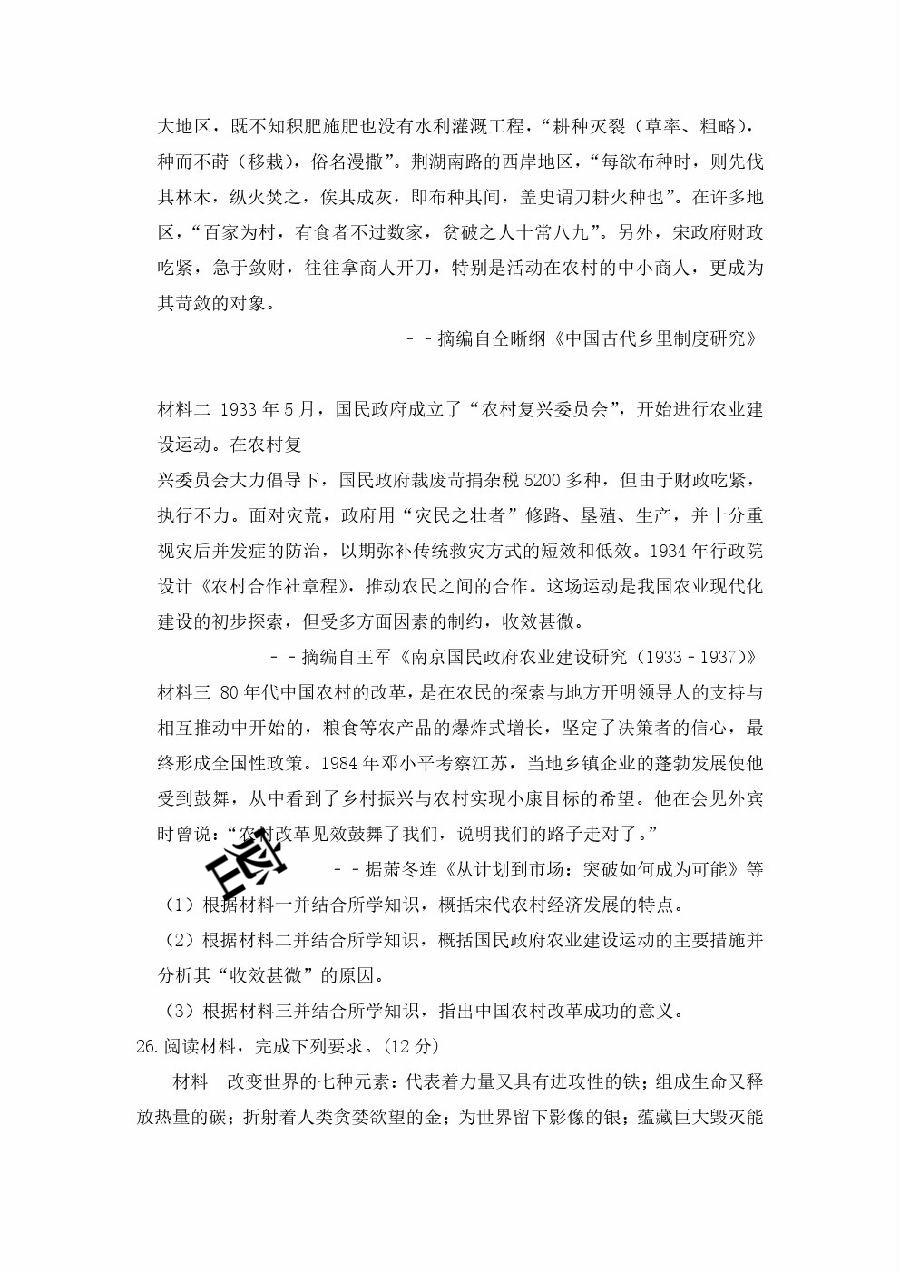 大地区，既不知积肥施肥也没有水利灌溉工程，“耕种灭裂（草率、粗略），
种而不莳（移栽），俗名漫撒”。荆湖南路的西岸地区，“每欲布种时，则先伐
其林木，纵火焚之，俟其成灰，即布种其间，盖史谓刀耕火种也”。在许多地
区，“百家为村，有食者不过数家，贫破之人十常八九”。另外，宋政府财政
吃紧，急于敛财，往往拿商人开刀，特别是活动在农村的中小商人，更成为
其苛敛的对象。
--摘编自仝晰纲《中国古代乡里制度研究》
材料二 1933年5月，国民政府成立了“农村复兴委员会”，开始进行农业建
设运动。在农村复
兴委员会大力倡导下，国民政府裁废苛捐杂税5200多种，但由于财政吃紧，
执行不力。面对灾荒，政府用“灾民之壮者”修路、垦殖、生产，并十分重
视灾后并发症的防治，以期弥补传统救灾方式的短效和低效。1934年行政院
设计《农村合作社章程》，推动农民之间的合作。这场运动是我国农业现代化
建设的初步探索，但受多方面因素的制约，收效甚微。
--摘编自王军《南京国民政府农业建设研究（1933-1937）》
材料三 80年代中国农村的改革，是在农民的探索与地方开明领导人的支持与
相互推动中开始的，粮食等农产品的爆炸式增长，坚定了决策者的信心，最
终形成全国性政策。1984年邓小平考察江苏，当地乡镇企业的蓬勃发展使他
受到鼓舞，从中看到了乡村振兴与农村实现小康目标的希望。他在会见外宾
时曾说：“农村改革见效鼓舞了我们，说明我们的路子走对了。”
--据萧冬连《从计划到市场：突破如何成为可能》等
密
（1）根据材料一并结合所学知识，概括宋代农村经济发展的特点。
（2）根据材料二并结合所学知识，概括国民政府农业建设运动的主要措施并
分析其“收效甚微”的原因。
（3）根据材料三并结合所学知识，指出中国农村改革成功的意义。
26.阅读材料，完成下列要求。(12分)
材料 改变世界的七种元素：代表着力量又具有进攻性的铁；组成生命又释
放热量的碳；折射着人类贪婪欲望的金；为世界留下影像的银；蕴藏巨大毁灭能